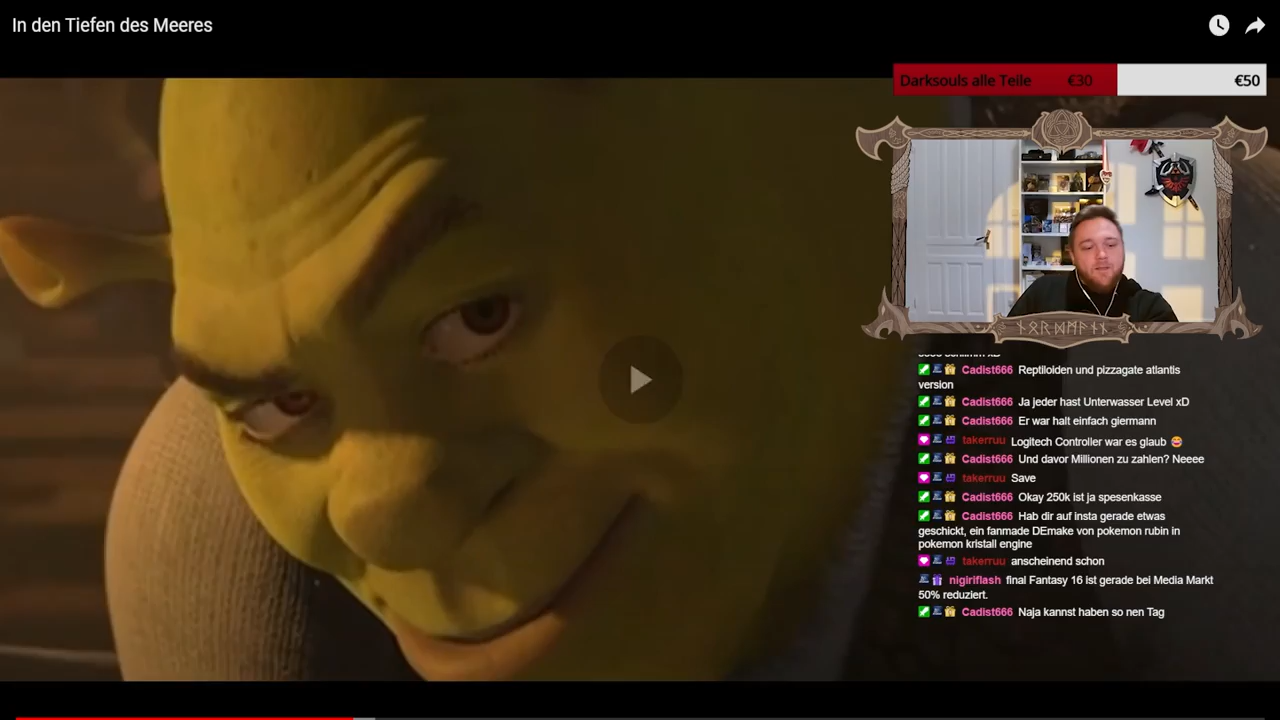 In den Tiefen des Meeres
Darksouls alle Teile €30 €50
ᚾᛟᚱᛞᛗᚨᚾᚾ
Cadist666 Reptiloiden und pizzagate atlantis
version
Cadist666 Ja jeder hast Unterwasser Level xD
Cadist666 Er war halt einfach giermann
takerruu Logitech Controller war es glaub 😂
Cadist666 Und davor Millionen zu zahlen? Neeee
takerruu Save
Cadist666 Okay 250k ist ja spesenkasse
Cadist666 Hab dir auf insta gerade etwas
geschickt, ein fanmade DEmake von pokemon rubin in
pokemon kristall engine
takerruu anscheinend schon
nigiriflash final Fantasy 16 ist gerade bei Media Markt
50% reduziert.
Cadist666 Naja kannst haben so nen Tag